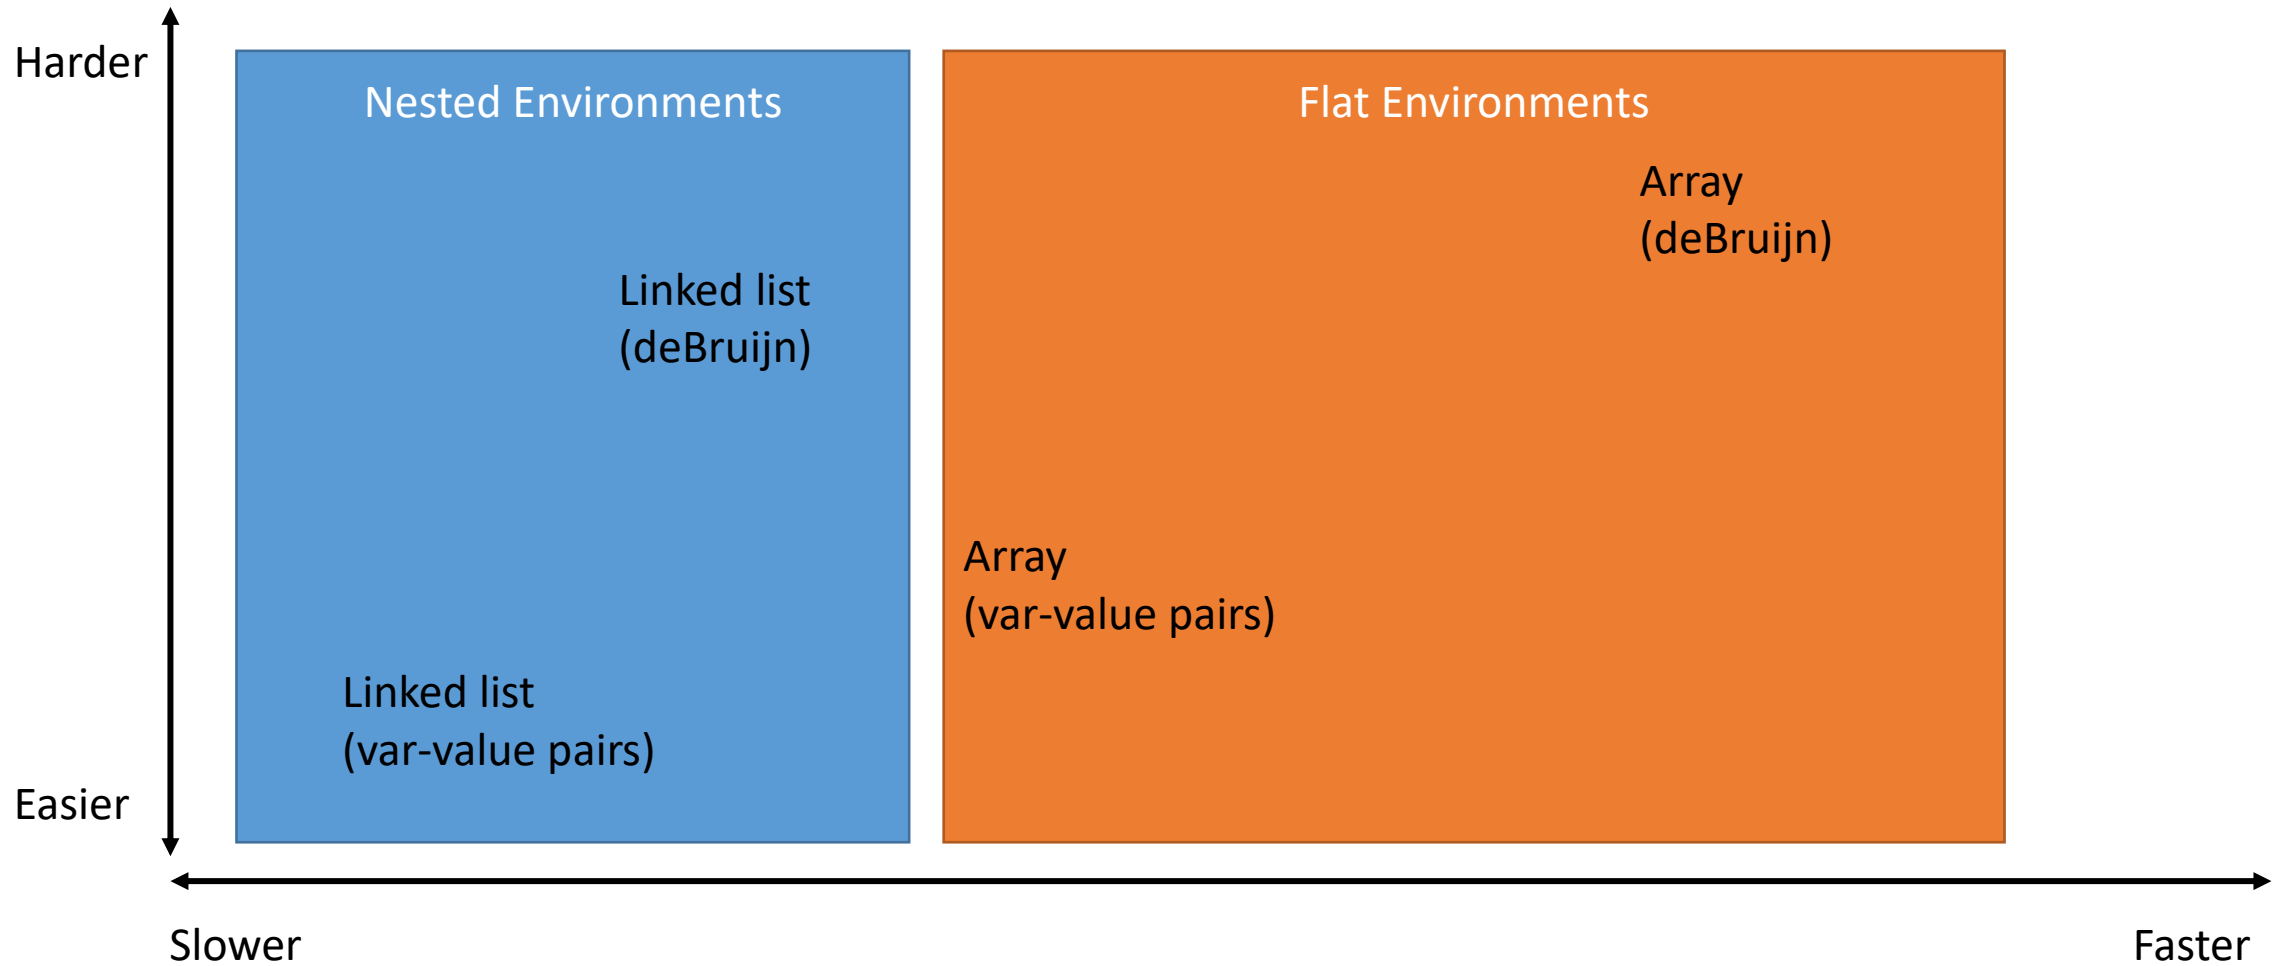 Harder
Nested Environments
Flat Environments
Array
(deBruijn)
Linked list
(deBruijn)
Array
(var-value pairs)
Linked list
(var-value pairs)
Easier
Slower
Faster